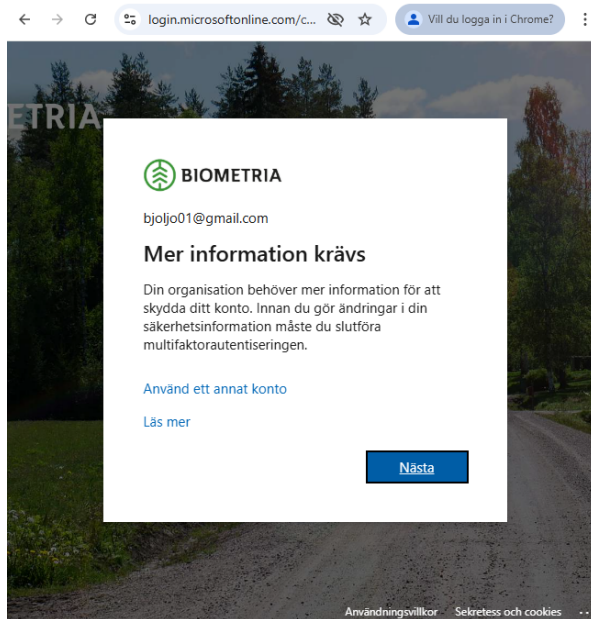 login.microsoftonline.com/c...
Vill du logga in i Chrome?
ETRIA
BIOMETRIA
bjoljo01@gmail.com
Mer information krävs
Din organisation behöver mer information för att
skydda ditt konto. Innan du gör ändringar i din
säkerhetsinformation måste du slutföra
multifaktorautentiseringen.
Använd ett annat konto
Läs mer
Nästa
Användningsvillkor Sekretess och cookies ..